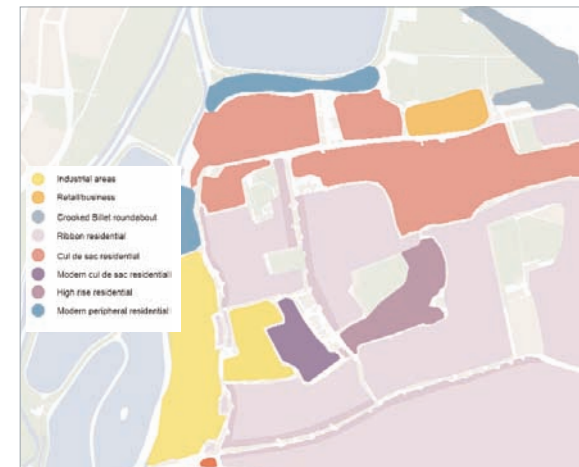 Industrial areas
Retail/business
Crooked Billet roundabout
Ribbon residential
Cul de sac residential
Modern cul de sac residential
High rise residential
Modern peripheral residential